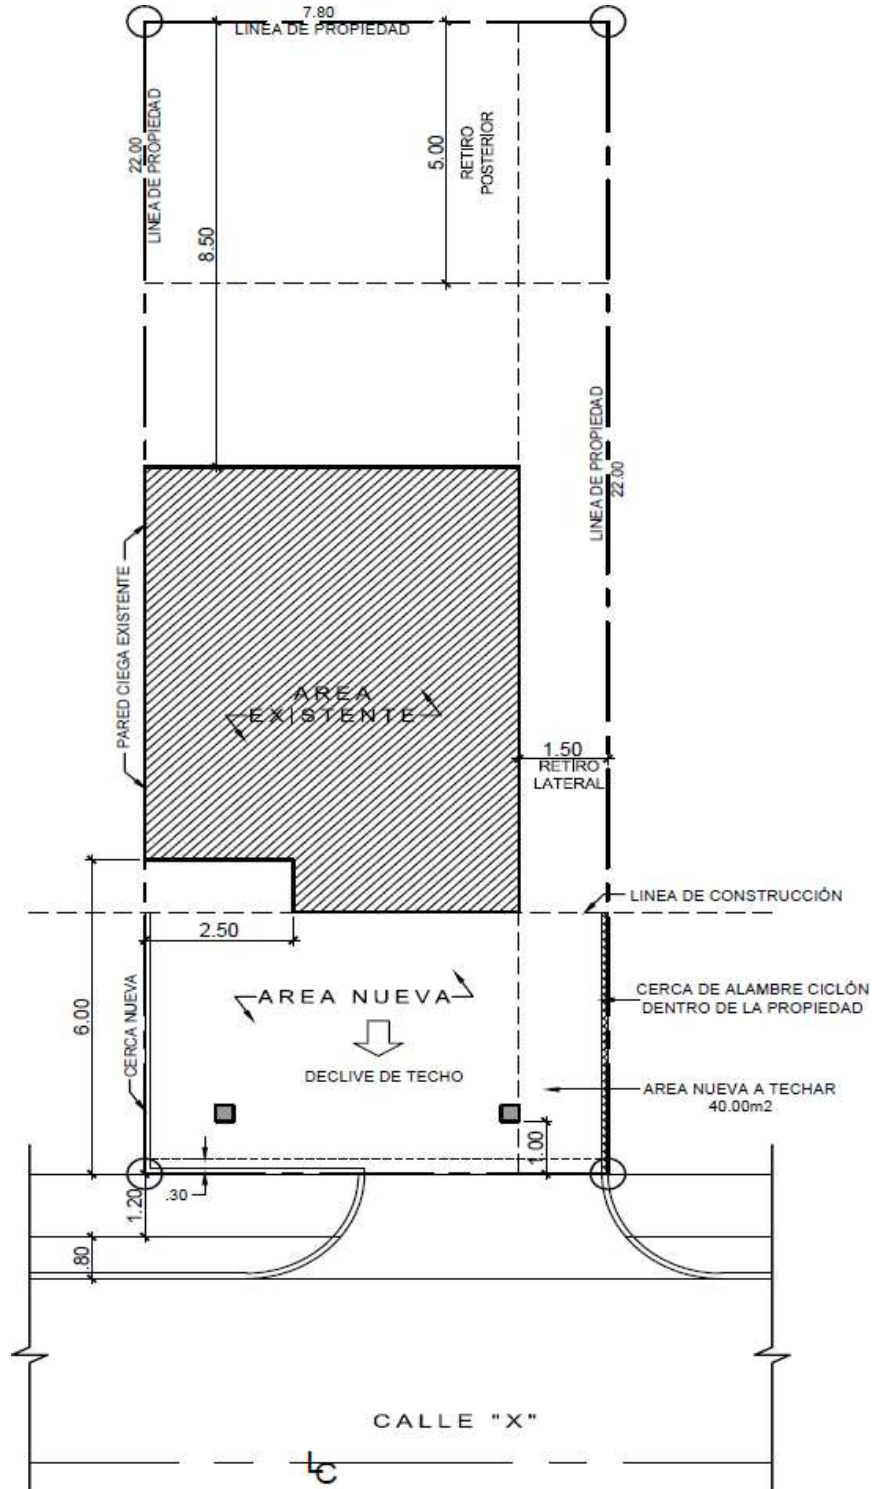 7.80
LINEA DE PROPIEDAD
22.00
LINEA DE PROPIEDAD
8.50
5.00
RETIRO
POSTERIOR
LINEA DE PROPIEDAD
22.00
PARED CIEGA EXISTENTE
AREA
EXISTENTE
1.50
RETIRO
LATERAL
LINEA DE CONSTRUCCIÓN
2.50
6.00
CERCA NUEVA
AREA NUEVA
CERCA DE ALAMBRE CICLÓN
DENTRO DE LA PROPIEDAD
DECLIVE DE TECHO
AREA NUEVA A TECHAR
40.00m2
1.00
.30
1.20
.80
CALLE "X"
LC